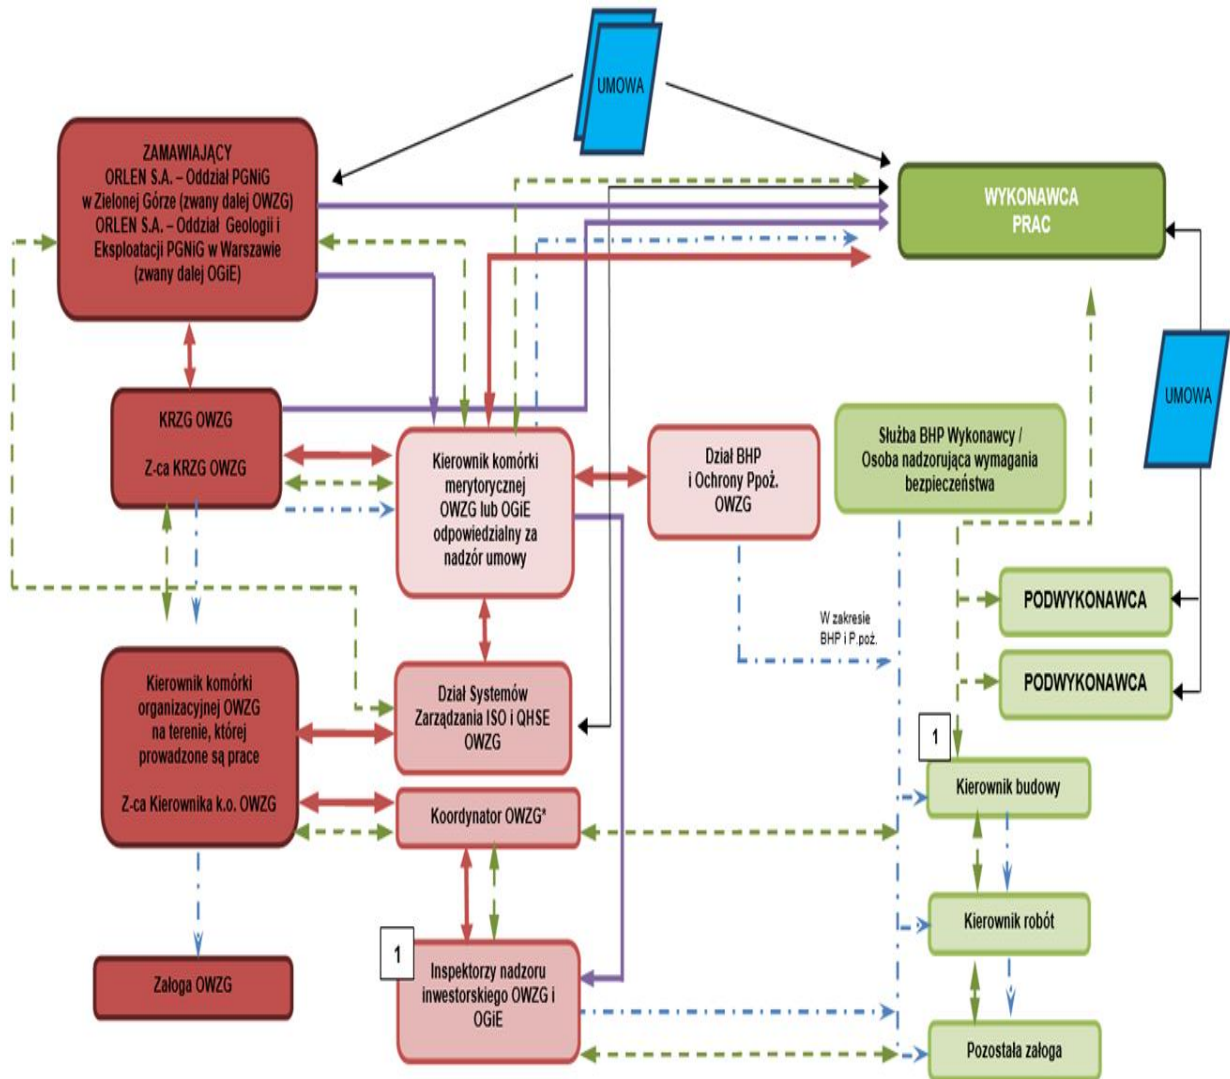 UMOWA
ZAMAWIAJĄCY
ORLEN S.A. – Oddział PGNiG
w Zielonej Górze (zwany dalej OWZG)
ORLEN S.A. – Oddział Geologii i
Eksploatacji PGNiG w Warszawie
(zwany dalej OGiE)
WYKONAWCA
PRAC
UMOWA
KRZG OWZG
Z-ca KRZG OWZG
Kierownik komórki
merytorycznej
OWZG lub OGiE
odpowiedzialny za
nadzór umowy
Dział BHP
i Ochrony Ppoż.
OWZG
Służba BHP Wykonawcy /
Osoba nadzorująca wymagania
bezpieczeństwa
W zakresie
BHP i P.poż.
PODWYKONAWCA
PODWYKONAWCA
Kierownik komórki
organizacyjnej OWZG
na terenie, której
prowadzone są prace
Z-ca Kierownika k.o. OWZG
Dział Systemów
Zarządzania ISO i QHSE
OWZG
1
Kierownik budowy
Koordynator OWZG*
Kierownik robót
1
Inspektorzy nadzoru
inwestorskiego OWZG i
OGiE
Załoga OWZG
Pozostała załoga